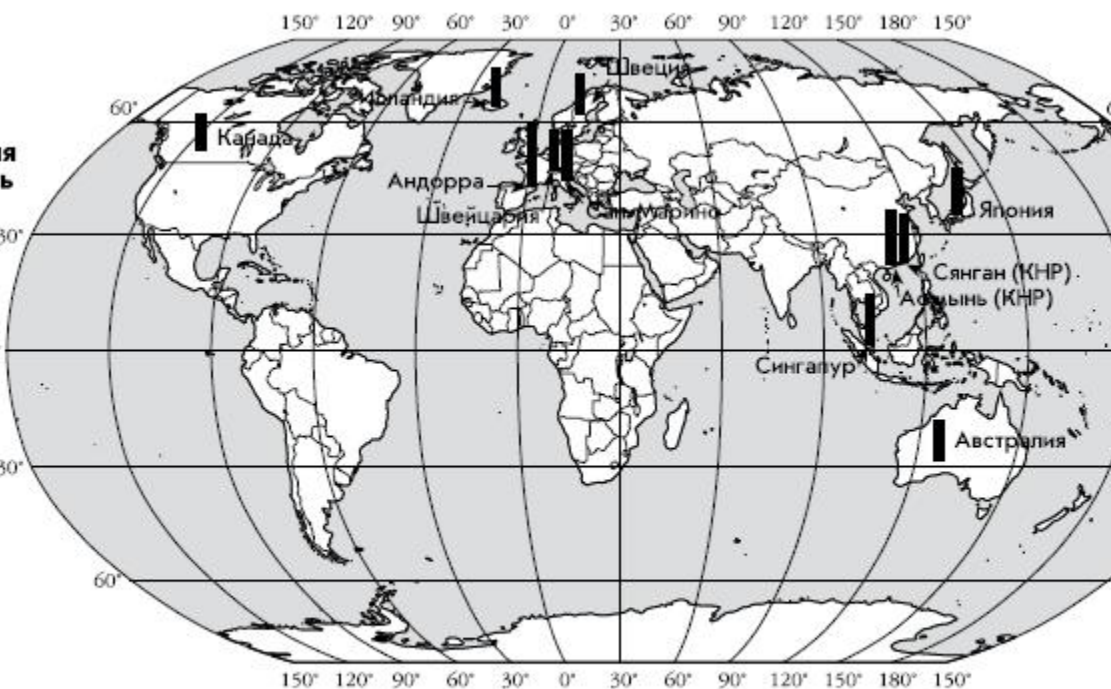 150° 120° 90° 60° 30° 0° 30° 60° 90° 120° 150° 180° 150°
Швеция
Исландия
60°
Канада
Андорра
Швейцария
Сан-Марино
Япония
30°
Сянган (КНР)
Аомынь (КНР)
Сингапур
Австралия
30°
60°
150° 120° 90° 60° 30° 0° 30° 60° 90° 120° 150° 180° 150°